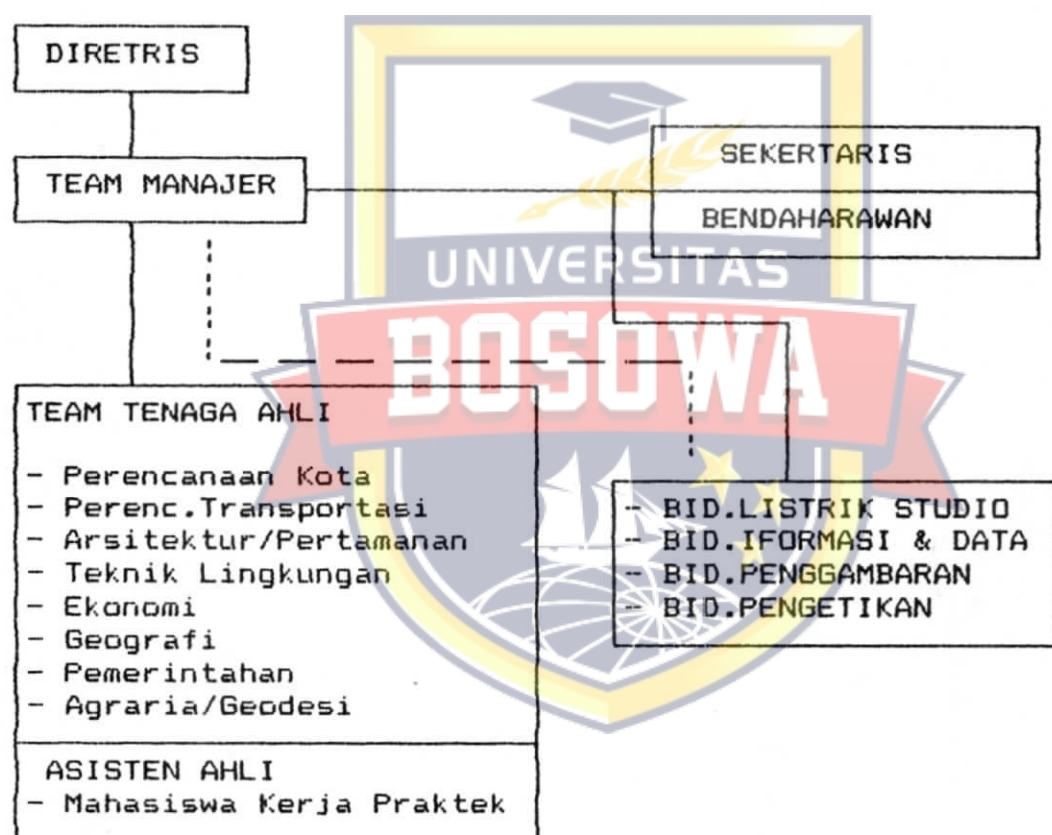 DIRETRIS
TEAM MANAJER
SEKERTARIS
BENDAHARAWAN
UNIVERSITAS
BOSOWA
TEAM TENAGA AHLI
- Perencanaan Kota
- Perenc.Transportasi
- Arsitektur/Pertamanan
- Teknik Lingkungan
- Ekonomi
- Geografi
- Pemerintahan
- Agraria/Geodesi
ASISTEN AHLI
- Mahasiswa Kerja Praktek
- BID.LISTRIK STUDIO
- BID.IFORMASI & DATA
- BID.PENGGAMBARAN
- BID.PENGETIKAN